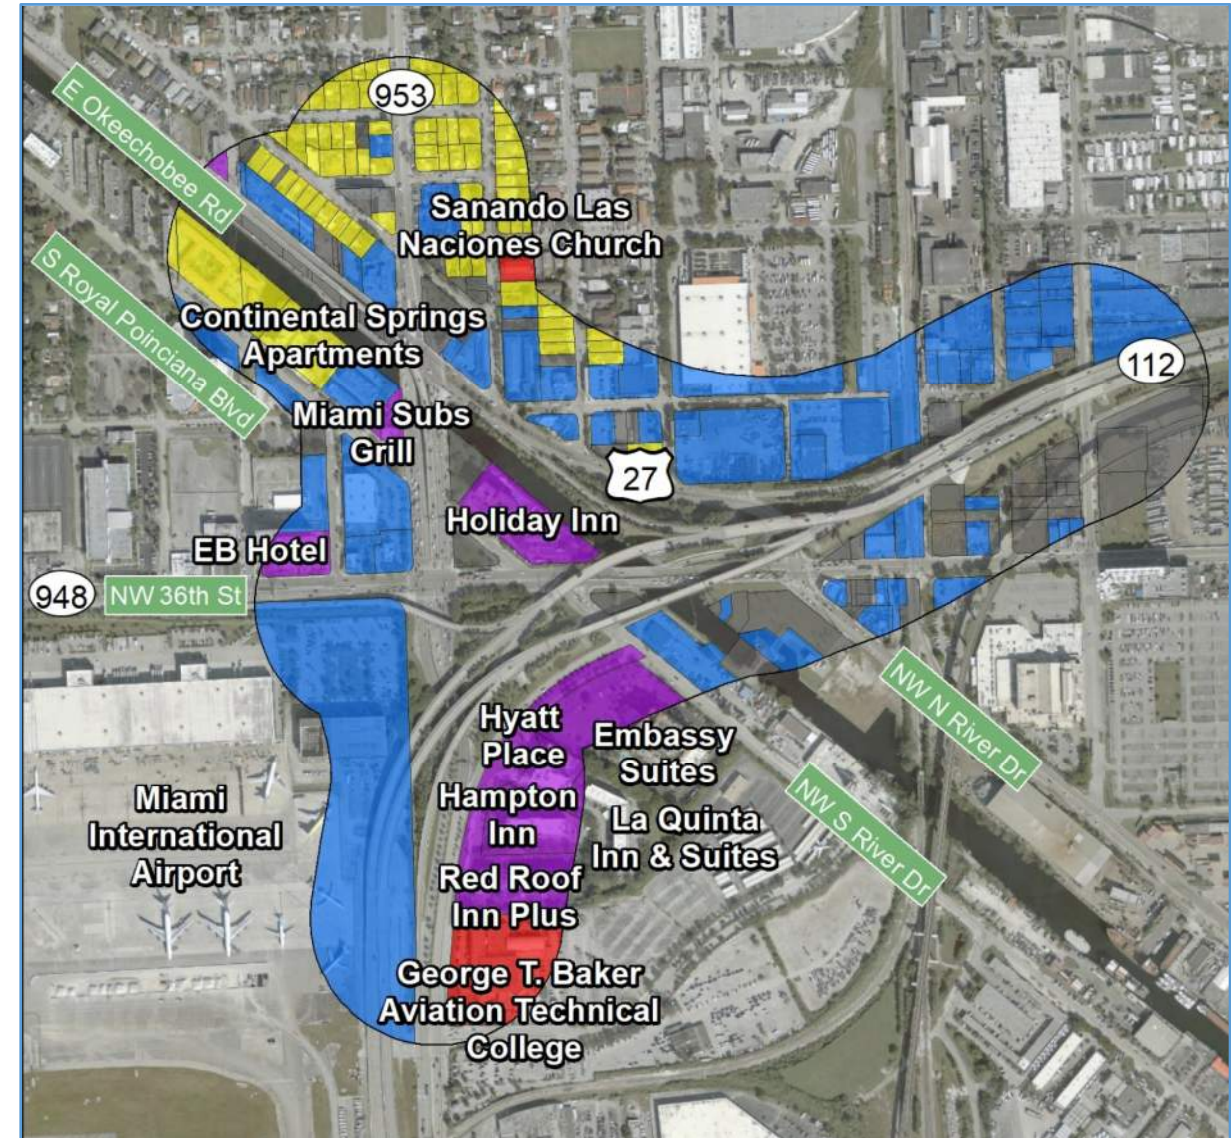 953
E Okeechobee Rd
Sanando Las
Naciones Church
S Royal Poinciana Blvd
Continental Springs
Apartments
112
Miami Subs
Grill
27
Holiday Inn
EB Hotel
948
NW 36th St
NW N River Dr
Hyatt
Place
Embassy
Suites
NW S River Dr
Hampton
Inn
La Quinta
Inn & Suites
Miami
International
Airport
Red Roof
Inn Plus
George T. Baker
Aviation Technical
College